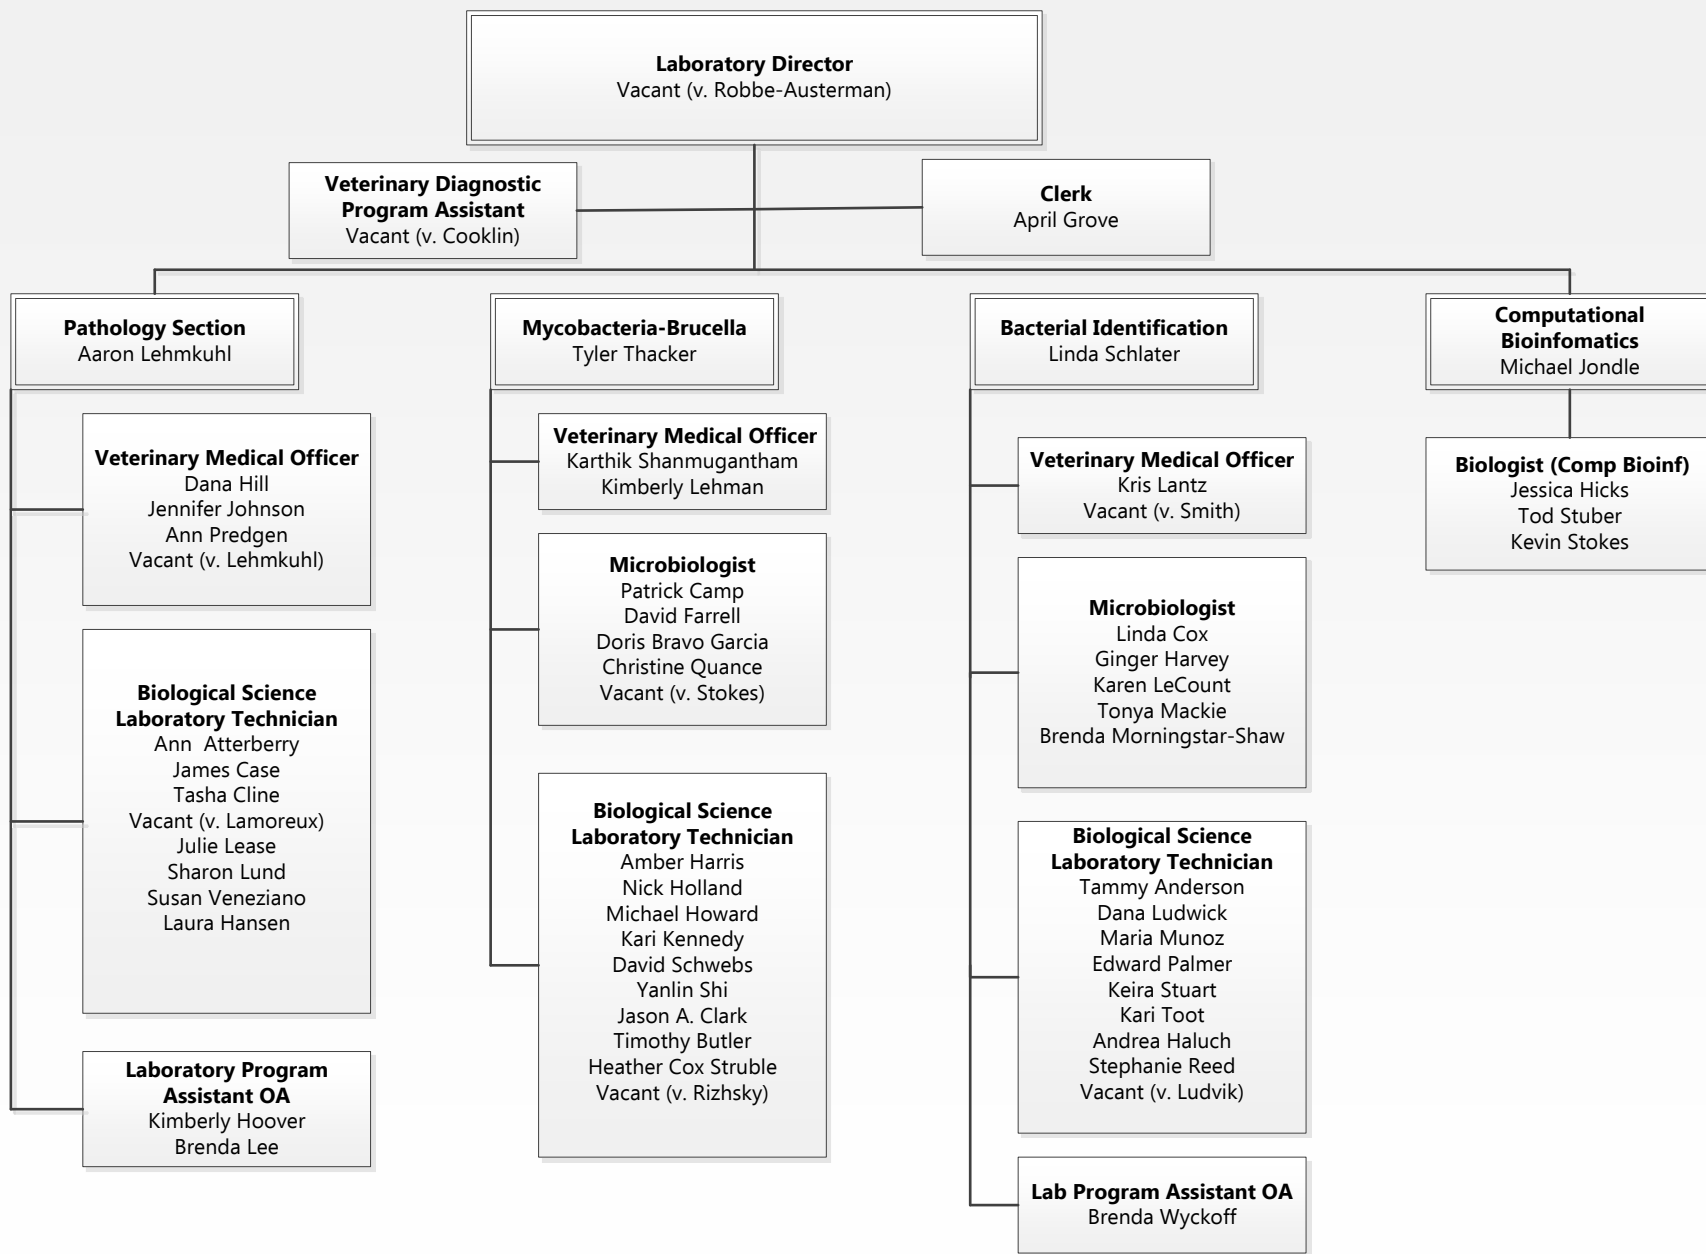 Laboratory Director
Vacant (v. Robbe-Austerman)
Veterinary Diagnostic
Program Assistant
Vacant (v. Cooklin)
Clerk
April Grove
Pathology Section
Aaron Lehmkuhl
Veterinary Medical Officer
Dana Hill
Jennifer Johnson
Ann Predgen
Vacant (v. Lehmkuhl)
Biological Science
Laboratory Technician
Ann  Atterberry
James Case
Tasha Cline
Vacant (v. Lamoreux)
Julie Lease
Sharon Lund
Susan Veneziano
Laura Hansen
Laboratory Program
Assistant OA
Kimberly Hoover
Brenda Lee
Mycobacteria-Brucella
Tyler Thacker
Veterinary Medical Officer
Karthik Shanmugantham
Kimberly Lehman
Microbiologist
Patrick Camp
David Farrell
Doris Bravo Garcia
Christine Quance
Vacant (v. Stokes)
Biological Science
Laboratory Technician
Amber Harris
Nick Holland
Michael Howard
Kari Kennedy
David Schwebs
Yanlin Shi
Jason A. Clark
Timothy Butler
Heather Cox Struble
Vacant (v. Rizhsky)
Bacterial Identification
Linda Schlater
Veterinary Medical Officer
Kris Lantz
Vacant (v. Smith)
Microbiologist
Linda Cox
Ginger Harvey
Karen LeCount
Tonya Mackie
Brenda Morningstar-Shaw
Biological Science
Laboratory Technician
Tammy Anderson
Dana Ludwick
Maria Munoz
Edward Palmer
Keira Stuart
Kari Toot
Andrea Haluch
Stephanie Reed
Vacant (v. Ludvik)
Lab Program Assistant OA
Brenda Wyckoff
Computational
Bioinfomatics
Michael Jondle
Biologist (Comp Bioinf)
Jessica Hicks
Tod Stuber
Kevin Stokes